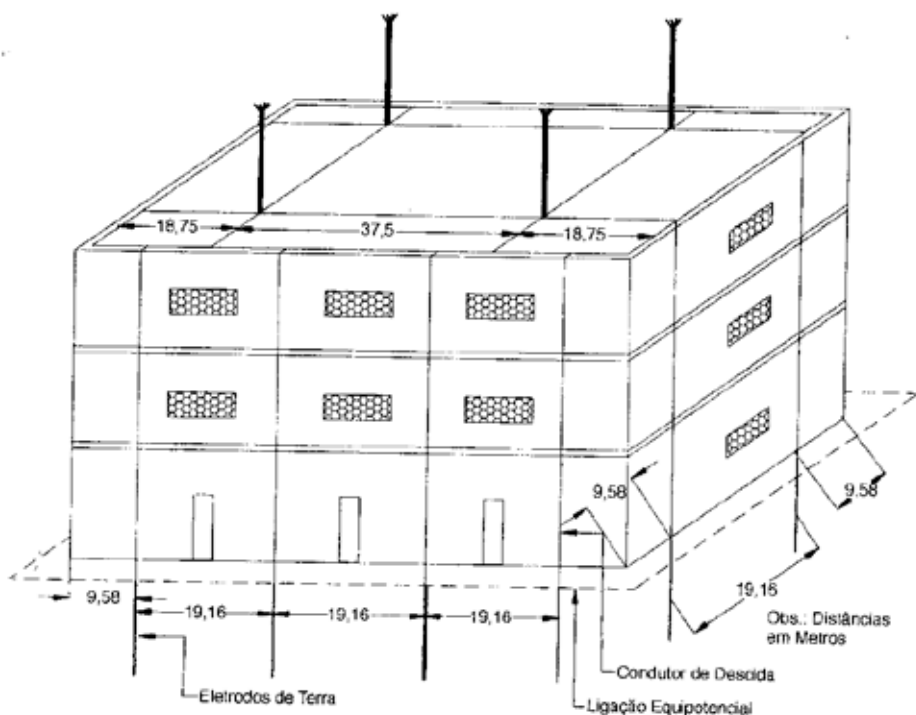 18,75
37,5
18,75
9,58
9,58
19,16
9,58
19,16
19,16
19,16
Obs.: Distâncias
em Metros
Condutor de Descida
Eletrodos de Terra
Ligação Equipotencial